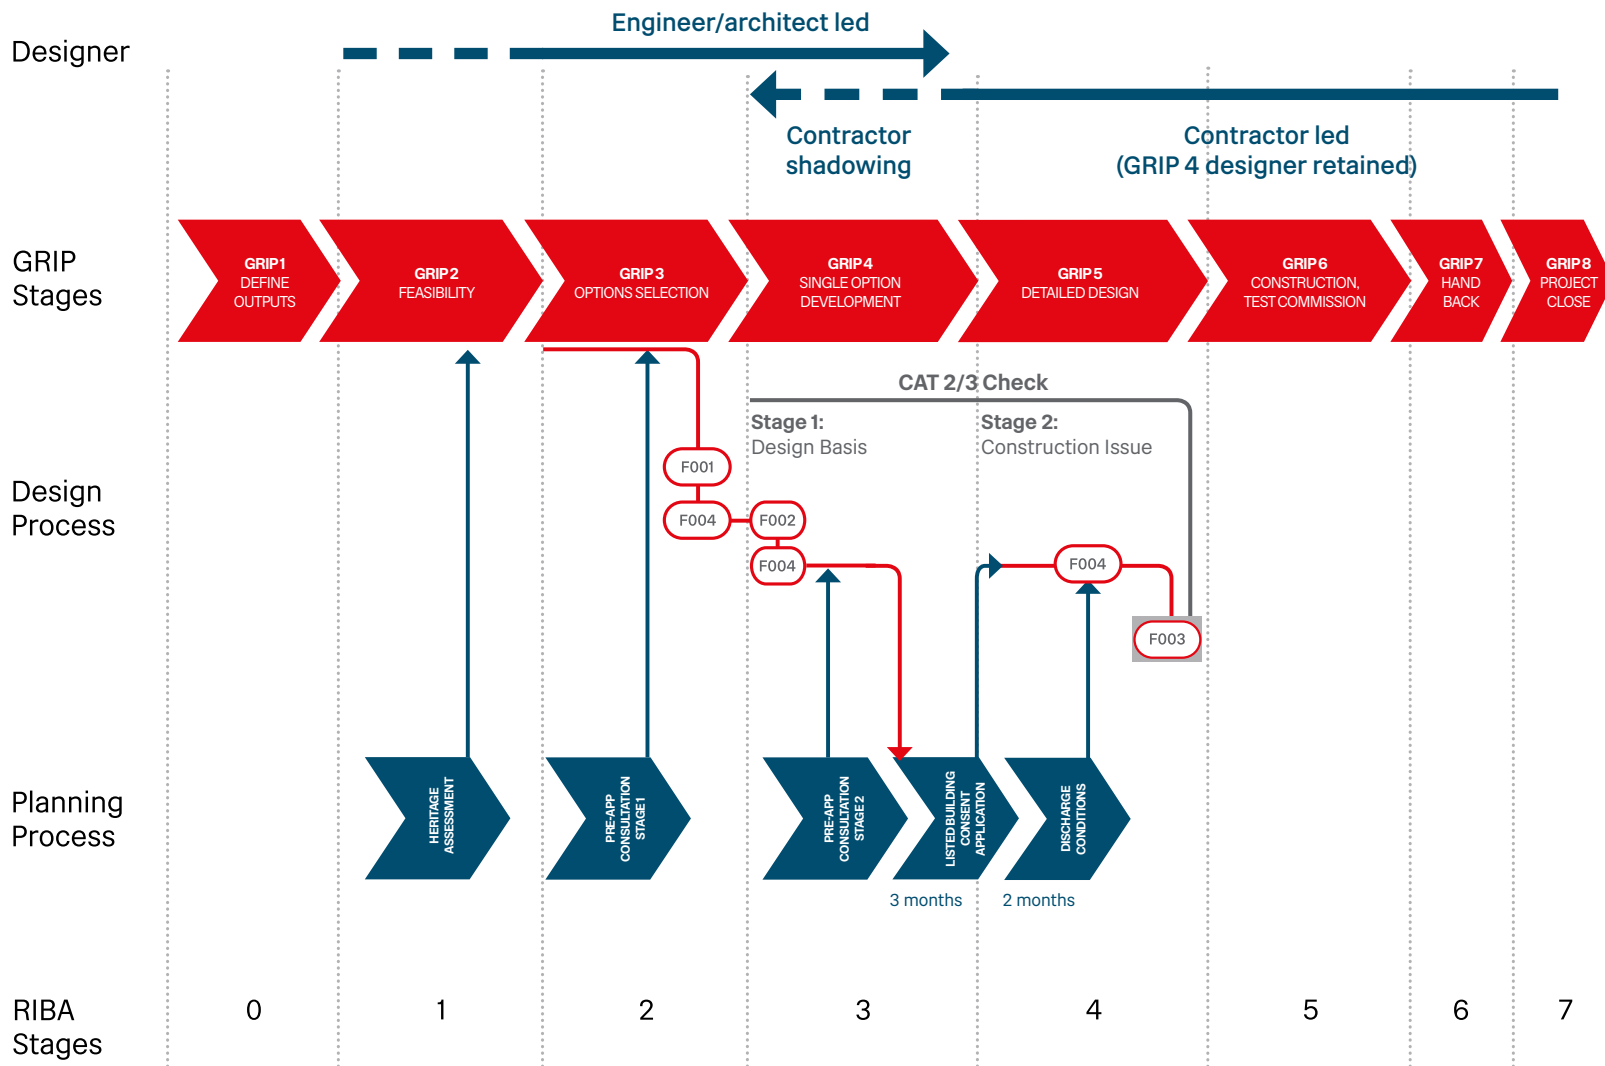 Engineer/architect led
Designer
Contractor
shadowing
Contractor led
(GRIP 4 designer retained)
GRIP
Stages
GRIP 1
DEFINE
OUTPUTS
GRIP 2
FEASIBILITY
GRIP 3
OPTIONS SELECTION
GRIP 4
SINGLE OPTION
DEVELOPMENT
GRIP 5
DETAILED DESIGN
GRIP 6
CONSTRUCTION,
TEST COMMISSION
GRIP 7
HAND
BACK
GRIP 8
PROJECT
CLOSE
CAT 2/3 Check
Stage 1:
Design Basis
Stage 2:
Construction Issue
Design
Process
F001
F004
F002
F004
F004
F003
Planning
Process
HERITAGE
ASSESSMENT
PRE-APP
CONSULTATION
STAGE 1
PRE-APP
CONSULTATION
STAGE 2
LISTED BUILDING
CONSENT
APPLICATION
DISCHARGE
CONDITIONS
3 months
2 months
RIBA
Stages
0
1
2
3
4
5
6
7